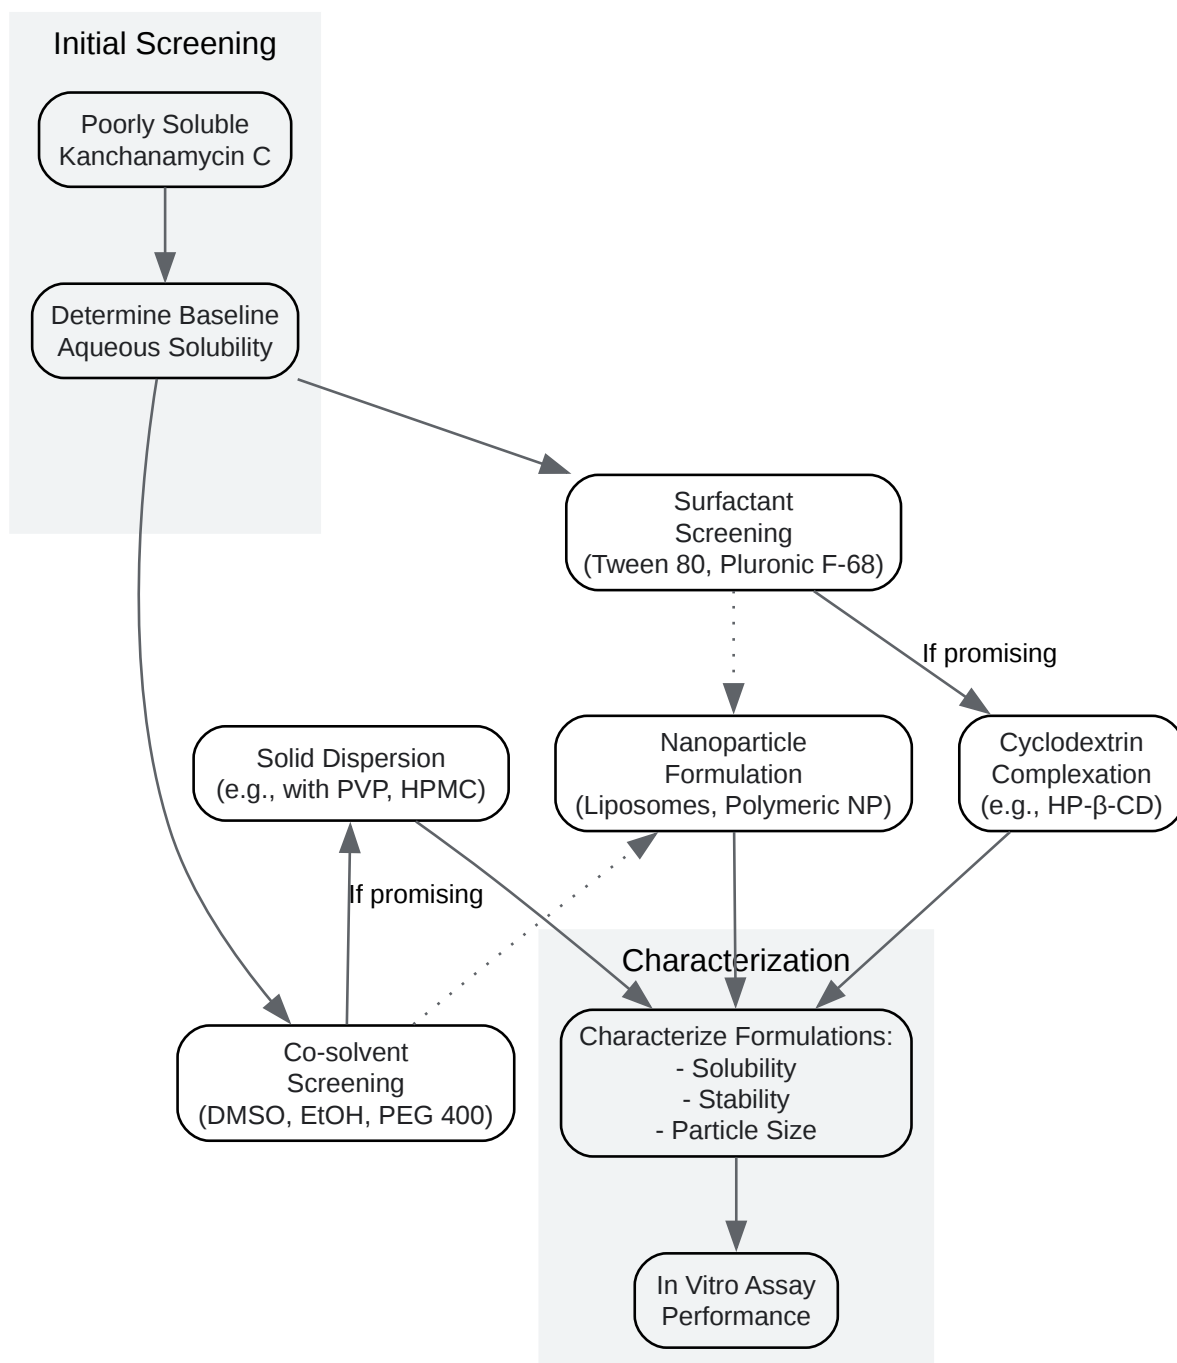 Initial Screening
Poorly Soluble
Kanchanamycin C
Determine Baseline
Aqueous Solubility
Surfactant
Screening
(Tween 80, Pluronic F-68)
If promising
Solid Dispersion
(e.g., with PVP, HPMC)
Nanoparticle
Formulation
(Liposomes, Polymeric NP)
Cyclodextrin
Complexation
(e.g., HP-β-CD)
If promising
Co-solvent
Screening
(DMSO, EtOH, PEG 400)
Characterization
Characterize Formulations:
- Solubility
- Stability
- Particle Size
In Vitro Assay
Performance